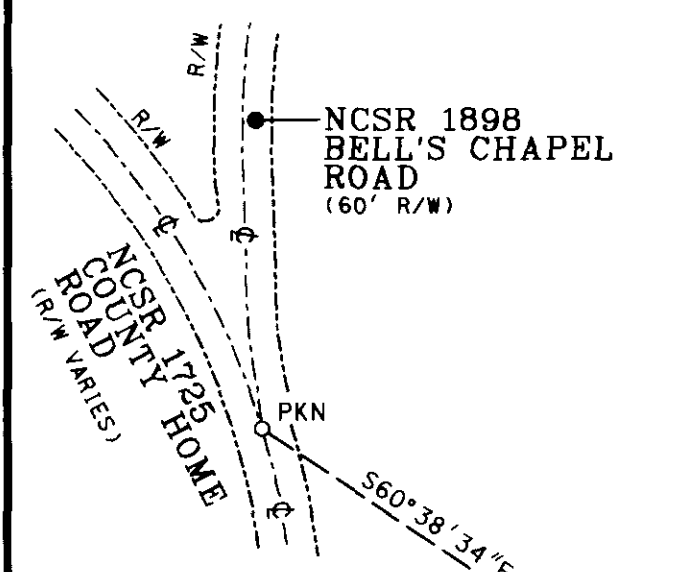 R/W
R/W
NCSR 1898
BELL'S CHAPEL
ROAD
(60' R/W)
℄
℄
NCSR 1725
COUNTY HOME
ROAD
(R/W VARIES)
PKN
S60°38'34"E
℄